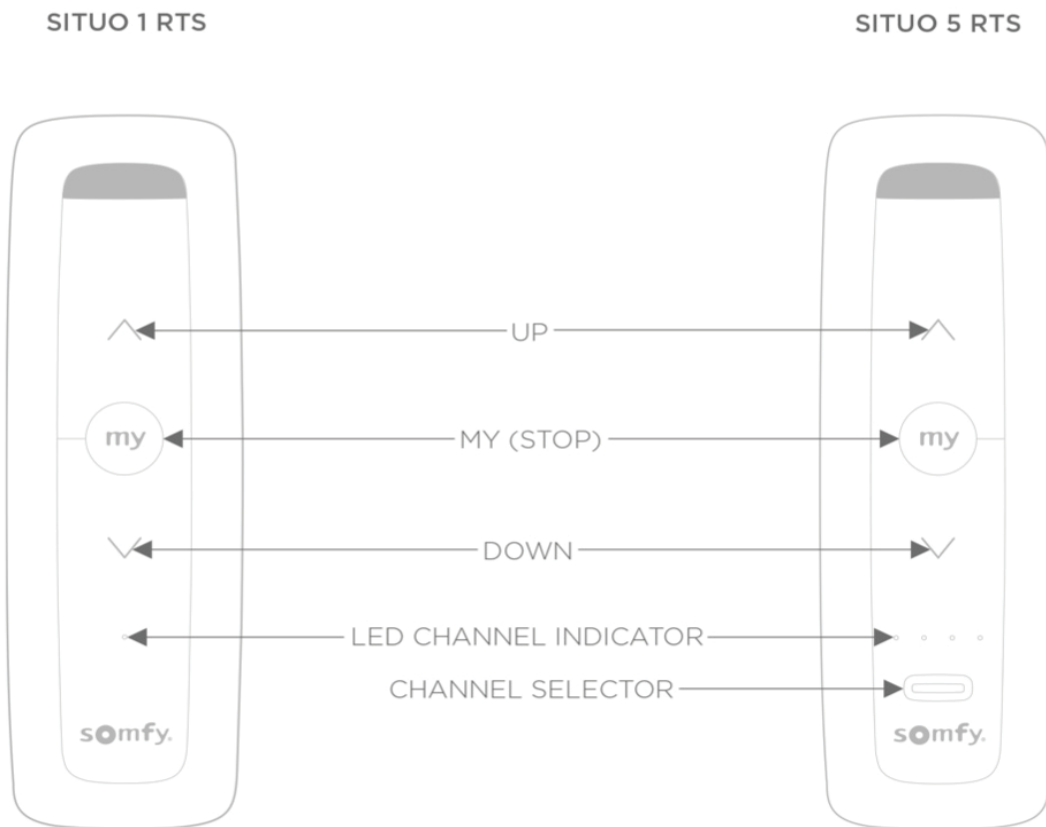 SITUO 1 RTS
SITUO 5 RTS
UP
my
MY (STOP)
my
DOWN
LED CHANNEL INDICATOR
CHANNEL SELECTOR
somfy.
somfy.